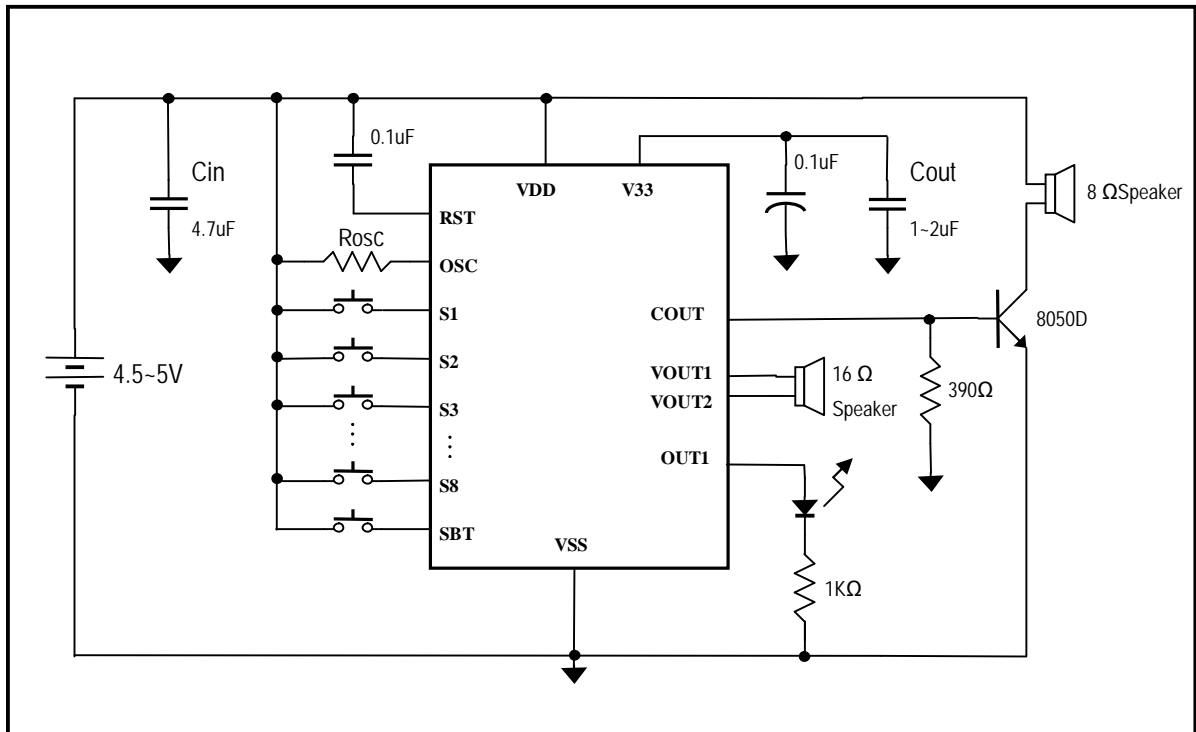 0.1uF
Cin
4.7uF
VDD
V33
0.1uF
Cout
1~2uF
8 ΩSpeaker
RST
Rosc
OSC
S1
COUT
8050D
S2
4.5~5V
VOUT1
16 Ω
VOUT2
Speaker
390Ω
S3
⋮
⋮
OUT1
S8
SBT
VSS
1KΩ